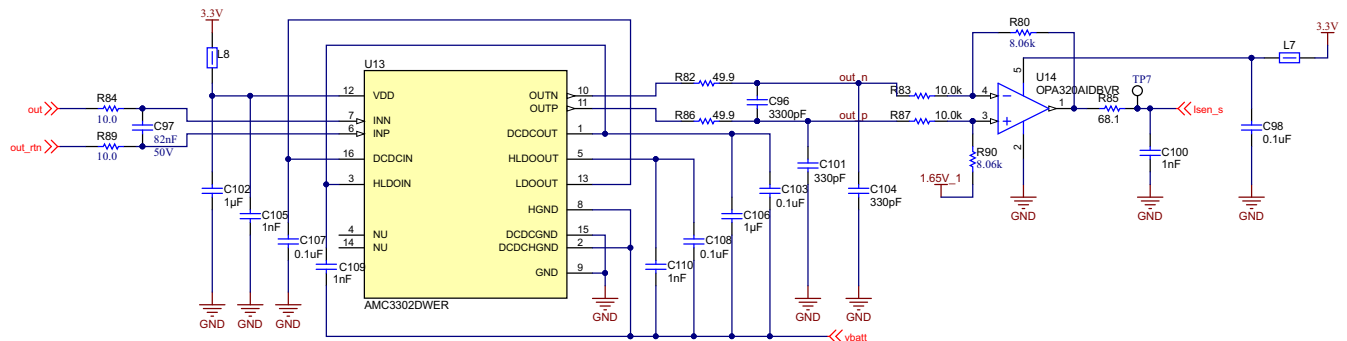 3.3V
L8
out
R84
10.0
C97
82nF
50V
out_rtn
R89
10.0
C102
1µF
C105
1nF
C107
0.1uF
C109
1nF
GND
GND
GND
U13
12
VDD
7
INN
6
INP
16
DCDCIN
3
HLDOIN
4
NU
14
NU
OUTN
10
OUTP
11
DCDCOUT
1
HLDOOUT
5
LDOOUT
13
HGND
8
DCDCGND
15
DCDCHGND
2
GND
9
AMC3302DWER
GND
R82
49.9
out_n
R86
49.9
out_p
C96
3300pF
C110
1nF
C108
0.1uF
C106
1µF
C103
0.1uF
vbatt
C101
330pF
C104
330pF
GND
GND
R83
10.0k
R87
10.0k
R80
8.06k
R90
8.06k
1.65V_1
U14
OPA320AIDBVR
5
4
3
1
2
GND
R85
68.1
TP7
Isen_s
C100
1nF
GND
L7
3.3V
C98
0.1uF
GND